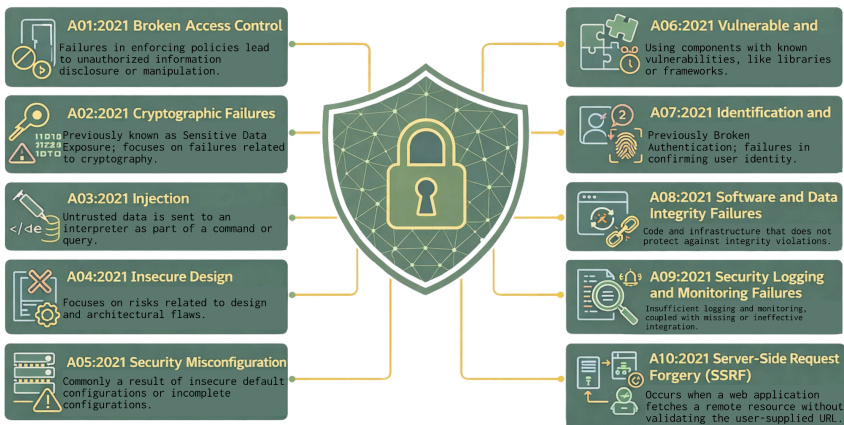 A01:2021 Broken Access Control
Failures in enforcing policies lead
to unauthorized information
disclosure or manipulation.
A02:2021 Cryptographic Failures
Previously known as Sensitive Data
Exposure; focuses on failures related
to cryptography.
A03:2021 Injection
Untrusted data is sent to an
interpreter as part of a command or
query.
A04:2021 Insecure Design
Focuses on risks related to design
and architectural flaws.
A05:2021 Security Misconfiguration
Commonly a result of insecure default
configurations or incomplete
configurations.
A06:2021 Vulnerable and
Using components with known
vulnerabilities, like libraries
or frameworks.
A07:2021 Identification and
2
Previously Broken
Authentication; failures in
confirming user identity.
A08:2021 Software and Data
Integrity Failures
Code and infrastructure that does not
protect against integrity violations.
A09:2021 Security Logging
and Monitoring Failures
Insufficient logging and monitoring,
coupled with missing or ineffective
integration.
A10:2021 Server-Side Request
Forgery (SSRF)
Occurs when a web application
fetches a remote resource without
validating the user-supplied URL.